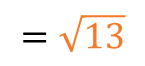 = √13